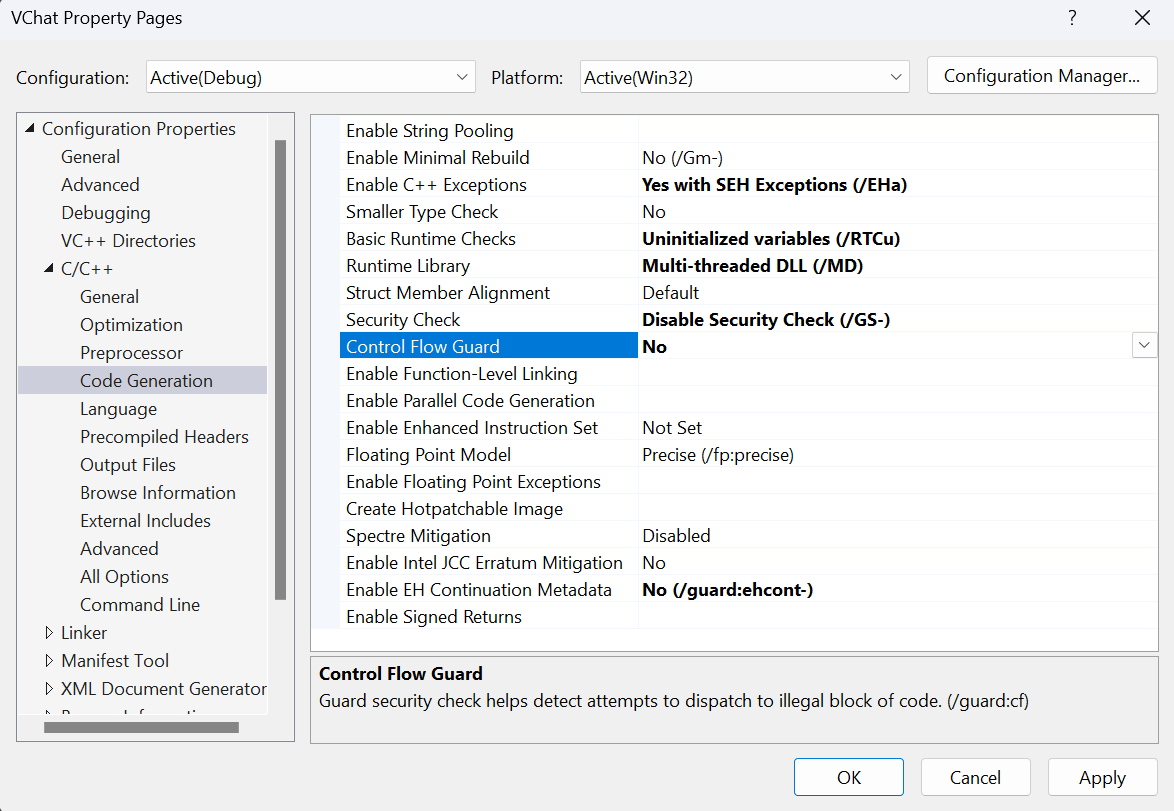 VChat Property Pages
?
Configuration: Active(Debug) Platform: Active(Win32) Configuration Manager...
Configuration Properties
General
Advanced
Debugging
VC++ Directories
C/C++
General
Optimization
Preprocessor
Code Generation
Language
Precompiled Headers
Output Files
Browse Information
External Includes
Advanced
All Options
Command Line
Linker
Manifest Tool
XML Document Generator
Enable String Pooling
Enable Minimal Rebuild No (/Gm-)
Enable C++ Exceptions Yes with SEH Exceptions (/EHa)
Smaller Type Check No
Basic Runtime Checks Uninitialized variables (/RTCu)
Runtime Library Multi-threaded DLL (/MD)
Struct Member Alignment Default
Security Check Disable Security Check (/GS-)
Control Flow Guard No
Enable Function-Level Linking
Enable Parallel Code Generation
Enable Enhanced Instruction Set Not Set
Floating Point Model Precise (/fp:precise)
Enable Floating Point Exceptions
Create Hotpatchable Image
Spectre Mitigation Disabled
Enable Intel JCC Erratum Mitigation No
Enable EH Continuation Metadata No (/guard:ehcont-)
Enable Signed Returns
Control Flow Guard
Guard security check helps detect attempts to dispatch to illegal block of code. (/guard:cf)
OK Cancel Apply